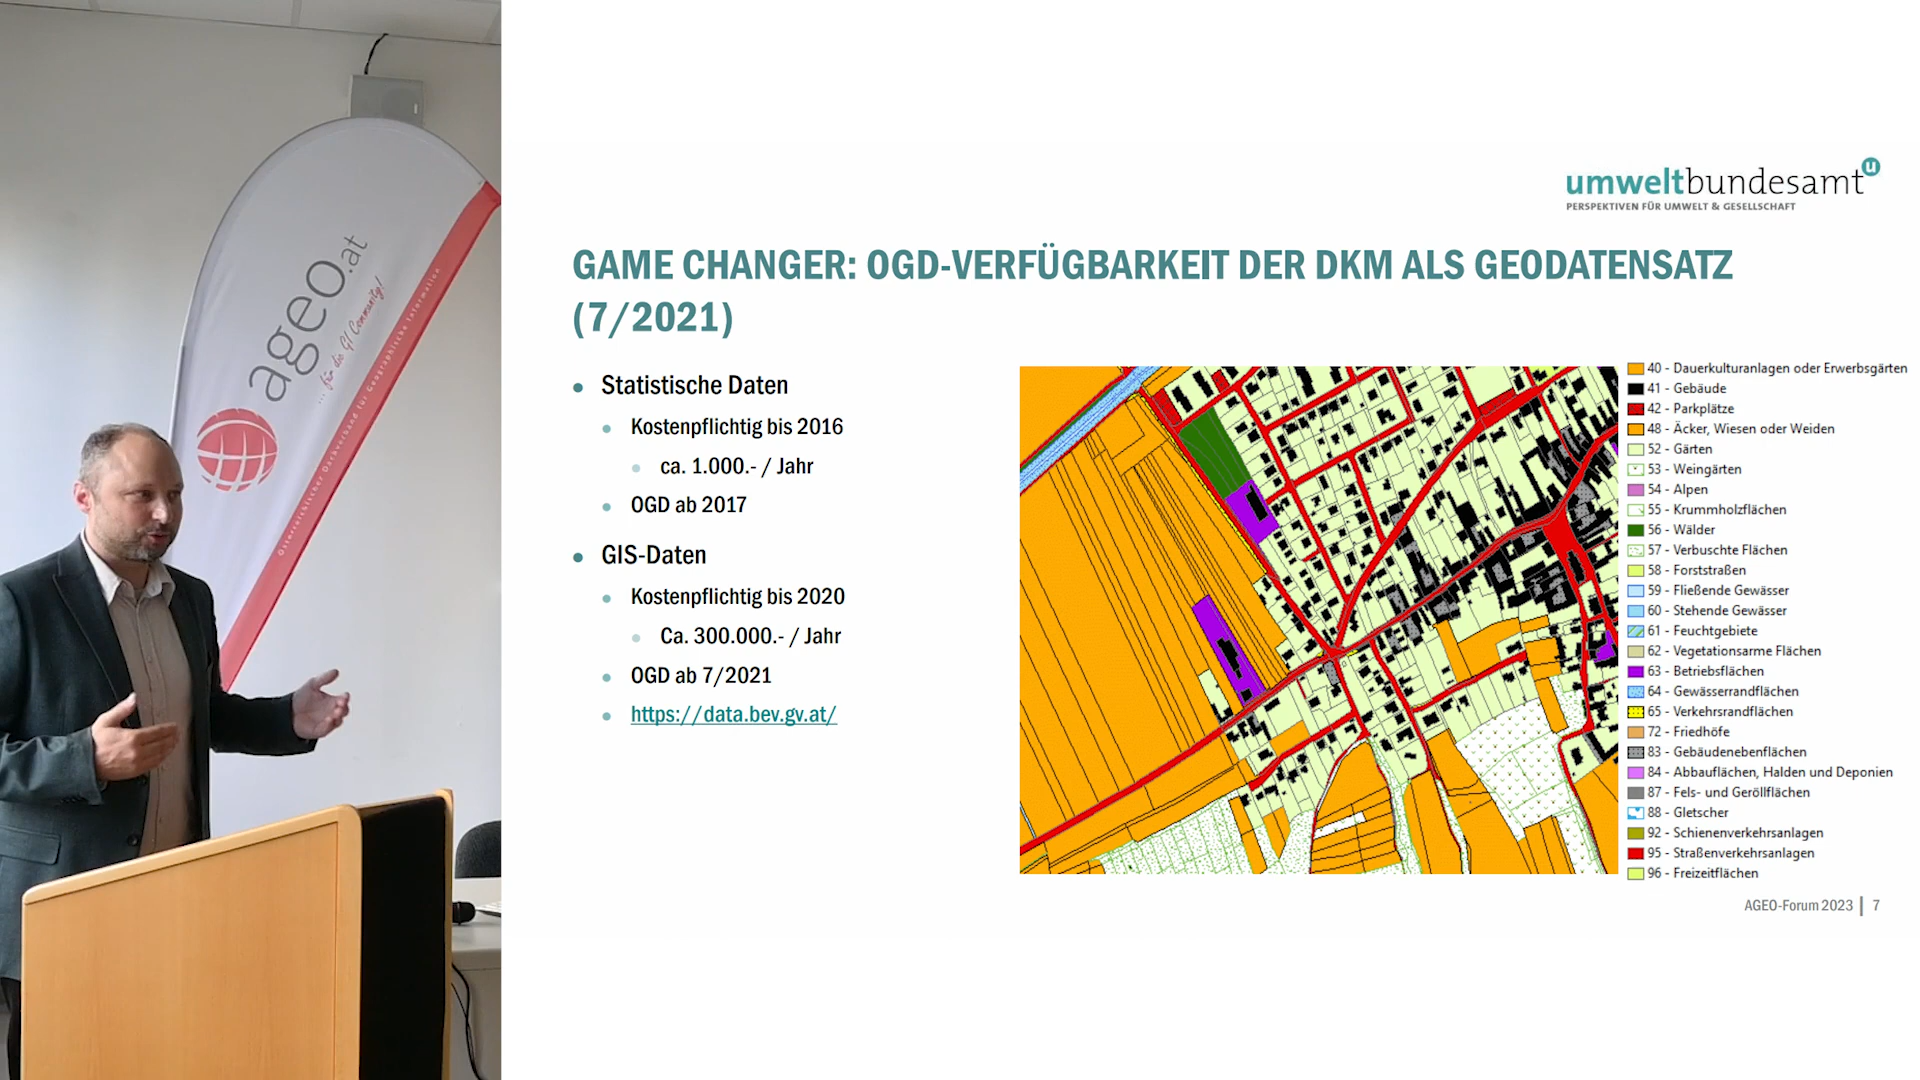 ageo.at
... für die GI Community!
Österreichischer Dachverband für Geographische Information
umweltbundesamt
u
PERSPEKTIVEN FÜR UMWELT & GESELLSCHAFT
GAME CHANGER: OGD-VERFÜGBARKEIT DER DKM ALS GEODATENSATZ
(7/2021)
• Statistische Daten
• Kostenpflichtig bis 2016
• ca. 1.000.- / Jahr
• OGD ab 2017
• GIS-Daten
• Kostenpflichtig bis 2020
• Ca. 300.000.- / Jahr
• OGD ab 7/2021
• https://data.bev.gv.at/
40 - Dauerkulturanlagen oder Erwerbsgärten
41 - Gebäude
42 - Parkplätze
48 - Äcker, Wiesen oder Weiden
52 - Gärten
53 - Weingärten
54 - Alpen
55 - Krummholzflächen
56 - Wälder
57 - Verbuschte Flächen
58 - Forststraßen
59 - Fließende Gewässer
60 - Stehende Gewässer
61 - Feuchtgebiete
62 - Vegetationsarme Flächen
63 - Betriebsflächen
64 - Gewässerrandflächen
65 - Verkehrsrandflächen
72 - Friedhöfe
83 - Gebäudenebenflächen
84 - Abbauflächen, Halden und Deponien
87 - Fels- und Geröllflächen
88 - Gletscher
92 - Schienenverkehrsanlagen
95 - Straßenverkehrsanlagen
96 - Freizeitflächen
AGEO-Forum 2023 | 7